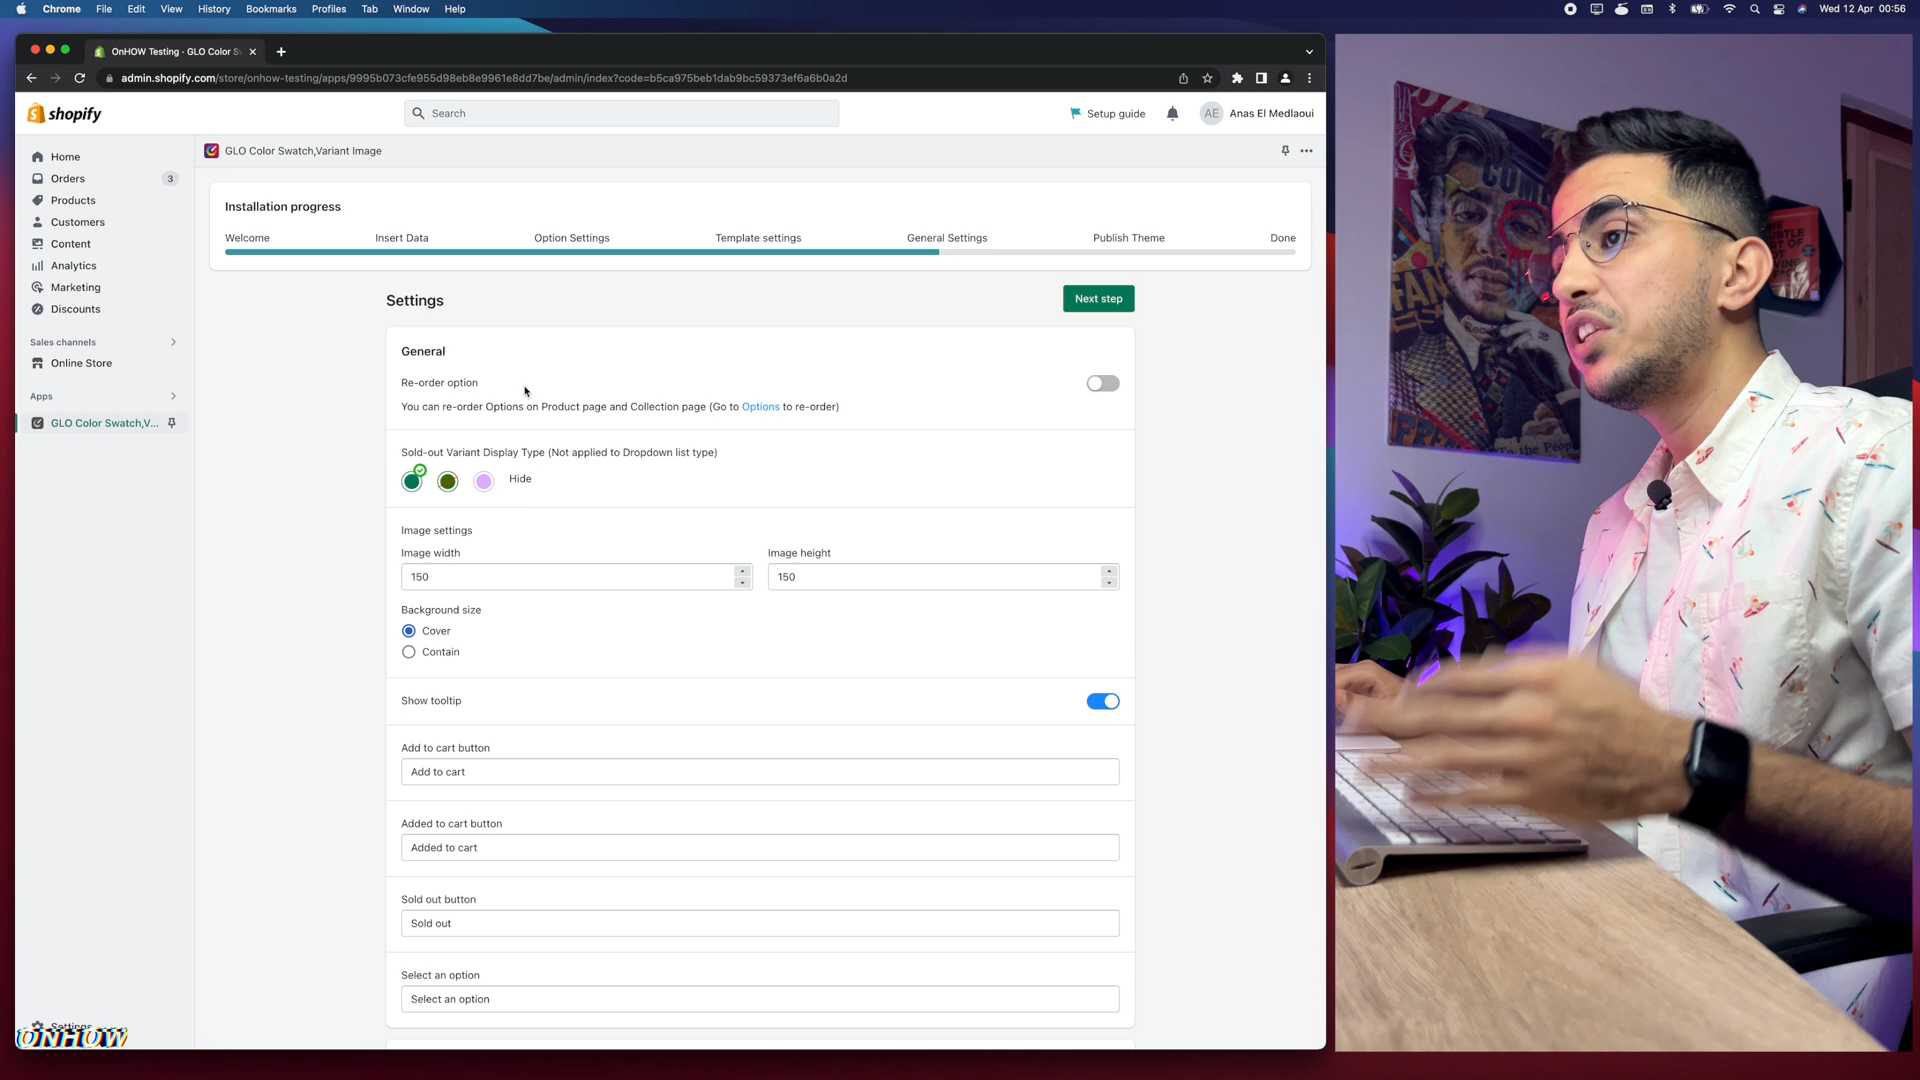 Chrome File Edit View History Bookmarks Profiles Tab Window Help
Wed 12 Apr 00:56
OnHOW Testing · GLO Color S
admin.shopify.com/store/onhow-testing/apps/9995b073cfe955d98eb8e9961e8dd7be/admin/index?code=b5ca975beb1dab9bc59373ef6a6b0a2d
shopify
Search
Setup guide
AE
Anas El Medlaoui
Home
Orders 3
Products
Customers
Content
Analytics
Marketing
Discounts
Sales channels
Online Store
Apps
GLO Color Swatch,V...
Settings
ONHOW
GLO Color Swatch,Variant Image
Installation progress
Welcome Insert Data Option Settings Template settings General Settings Publish Theme Done
Settings
Next step
General
Re-order option
You can re-order Options on Product page and Collection page (Go to Options to re-order)
Sold-out Variant Display Type (Not applied to Dropdown list type)
Hide
Image settings
Image width Image height
150 150
Background size
Cover
Contain
Show tooltip
Add to cart button
Add to cart
Added to cart button
Added to cart
Sold out button
Sold out
Select an option
Select an option